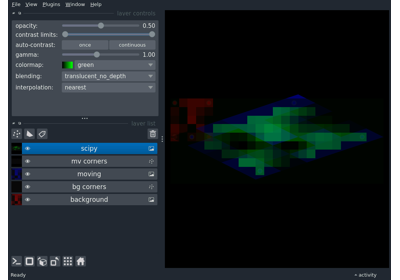 File View Plugins Window Help
layer controls
opacity: 0.50
contrast limits:
auto-contrast: once continuous
gamma: 1.00
colormap: green
blending: translucent_no_depth
interpolation: nearest
layer list
scipy
mv corners
moving
bg corners
background
Ready
activity